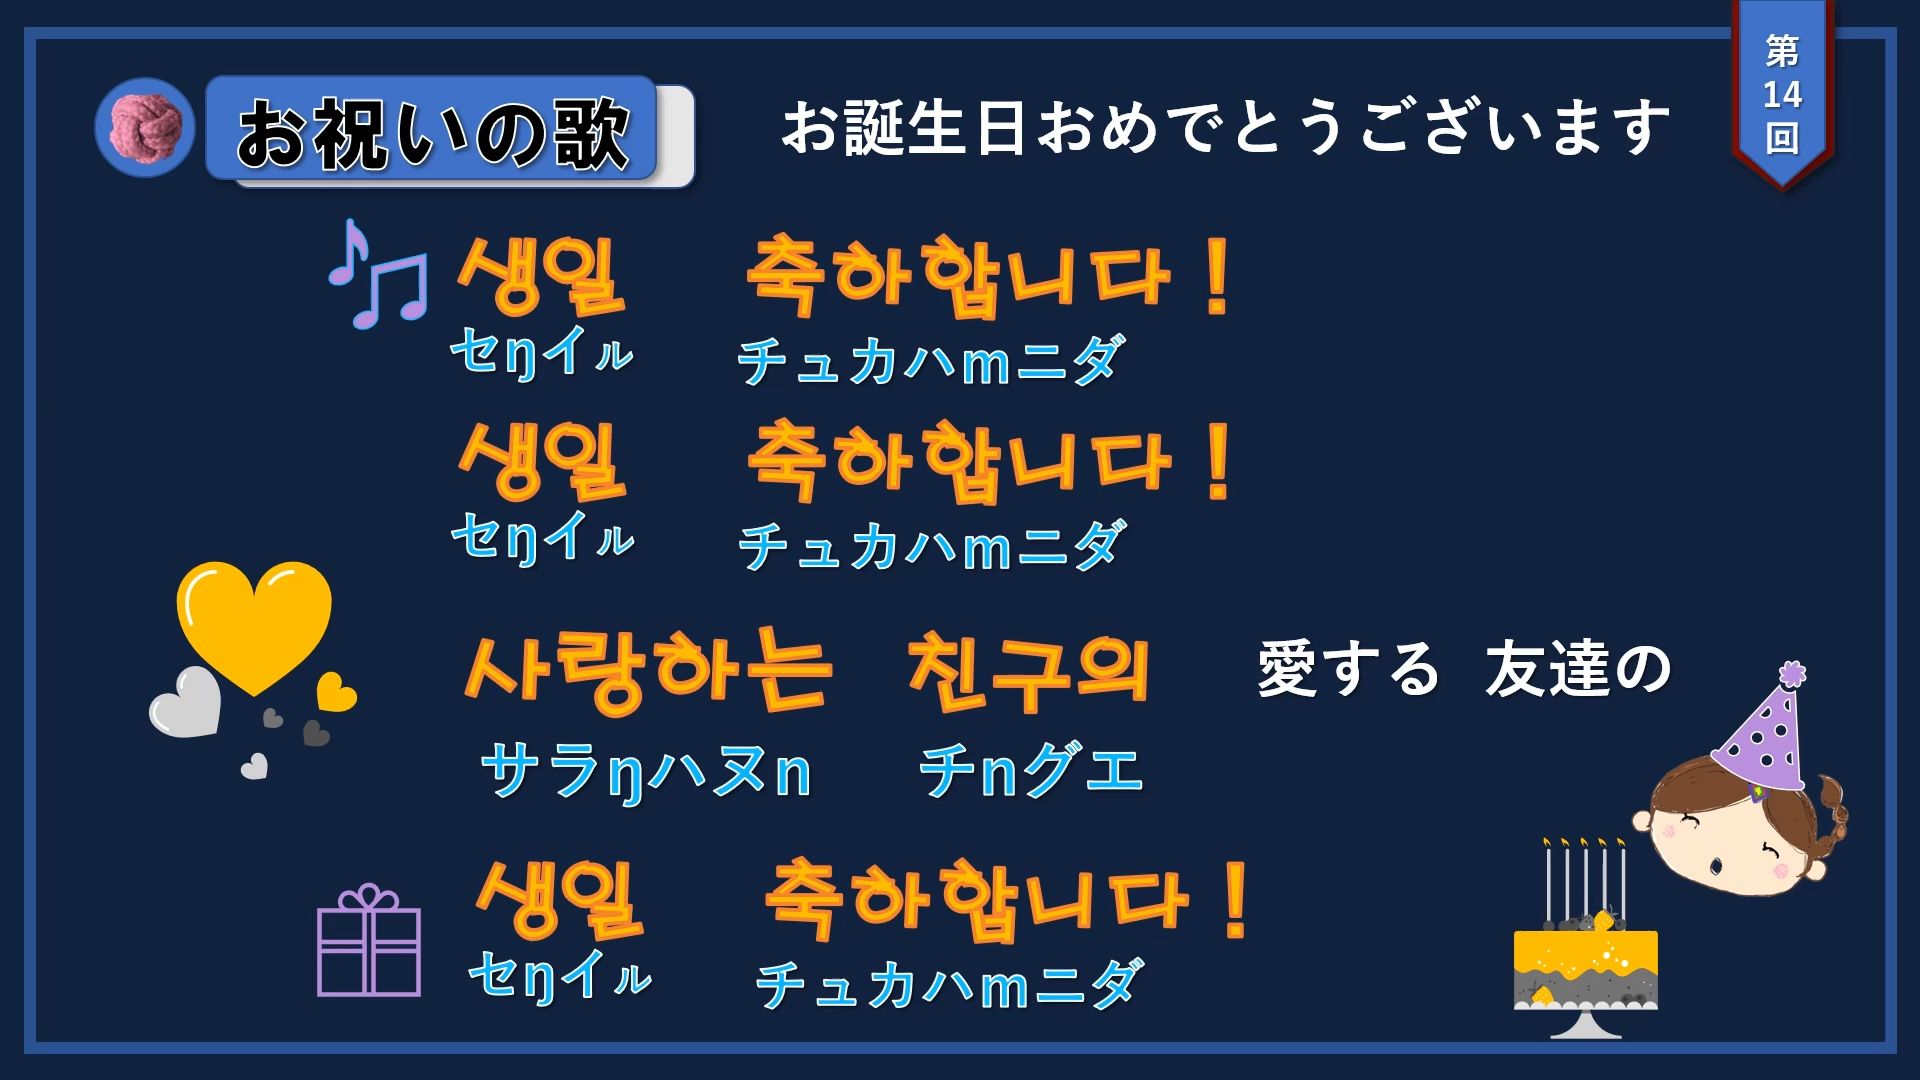 お祝いの歌
お誕生日おめでとうございます
第
14
回
생일 축하합니다!
セŋイル チュカハmニダ
생일 축하합니다!
セŋイル チュカハmニダ
사랑하는 친구의 愛する 友達の
サラŋハヌn チnグエ
생일 축하합니다!
セŋイル チュカハmニダ